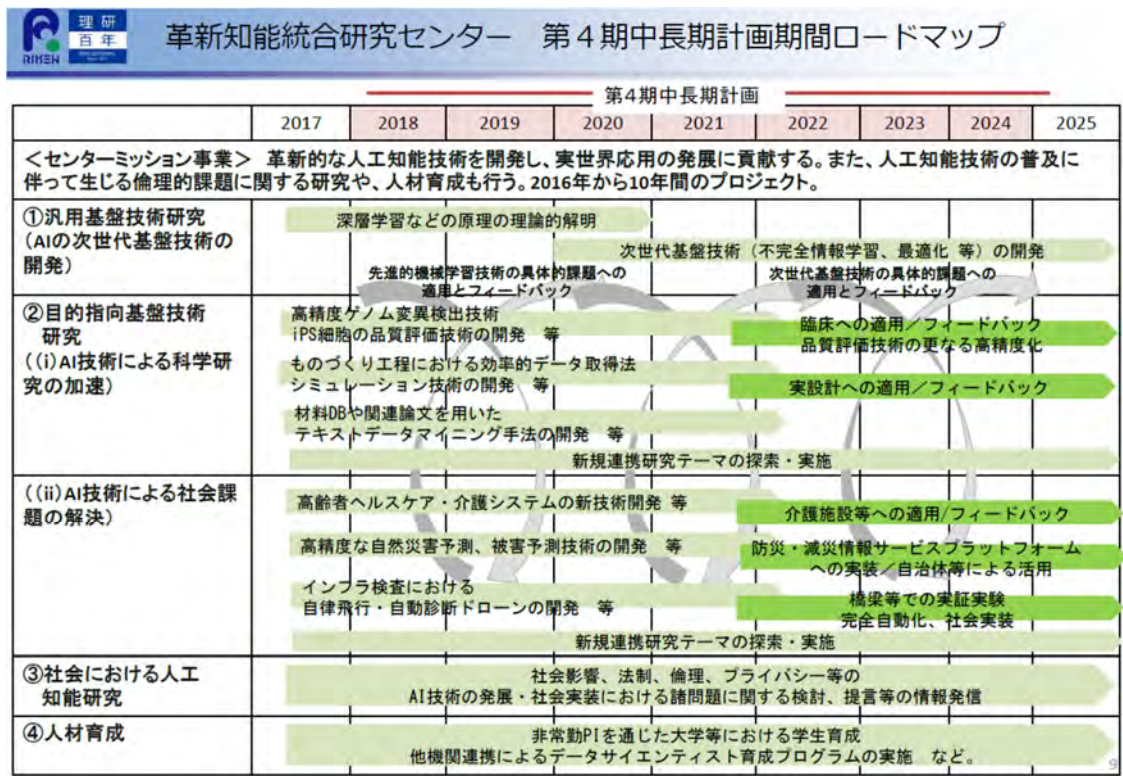 RIKEN
理研
百年
革新知能統合研究センター　第４期中長期計画期間ロードマップ
第4期中長期計画
2017 2018 2019 2020 2021 2022 2023 2024 2025
＜センターミッション事業＞　革新的な人工知能技術を開発し、実世界応用の発展に貢献する。また、人工知能技術の普及に
伴って生じる倫理的課題に関する研究や、人材育成も行う。2016年から10年間のプロジェクト。
①汎用基盤技術研究
（AIの次世代基盤技術の
開発）
深層学習などの原理の理論的解明
次世代基盤技術（不完全情報学習、最適化 等）の開発
先進的機械学習技術の具体的課題への
適用とフィードバック
次世代基盤技術の具体的課題への
適用とフィードバック
②目的指向基盤技術
研究
（(i)AI技術による科学研
究の加速）
高精度ゲノム変異検出技術
iPS細胞の品質評価技術の開発　等
臨床への適用／フィードバック
品質評価技術の更なる高精度化
ものづくり工程における効率的データ取得法
シミュレーション技術の開発　等
実設計への適用／フィードバック
材料DBや関連論文を用いた
テキストデータマイニング手法の開発　等
新規連携研究テーマの探索・実施
（(ii)AI技術による社会課
題の解決）
高齢者ヘルスケア・介護システムの新技術開発 等
介護施設等への適用/フィードバック
高精度な自然災害予測、被害予測技術の開発　等
防災・減災情報サービスプラットフォーム
への実装／自治体等による活用
インフラ検査における
自律飛行・自動診断ドローンの開発　等
橋梁等での実証実験
完全自動化、社会実装
新規連携研究テーマの探索・実施
③社会における人工
知能研究
社会影響、法制、倫理、プライバシー等の
AI技術の発展・社会実装における諸問題に関する検討、提言等の情報発信
④人材育成
非常勤PIを通じた大学等における学生育成
他機関連携によるデータサイエンティスト育成プログラムの実施　など。
9